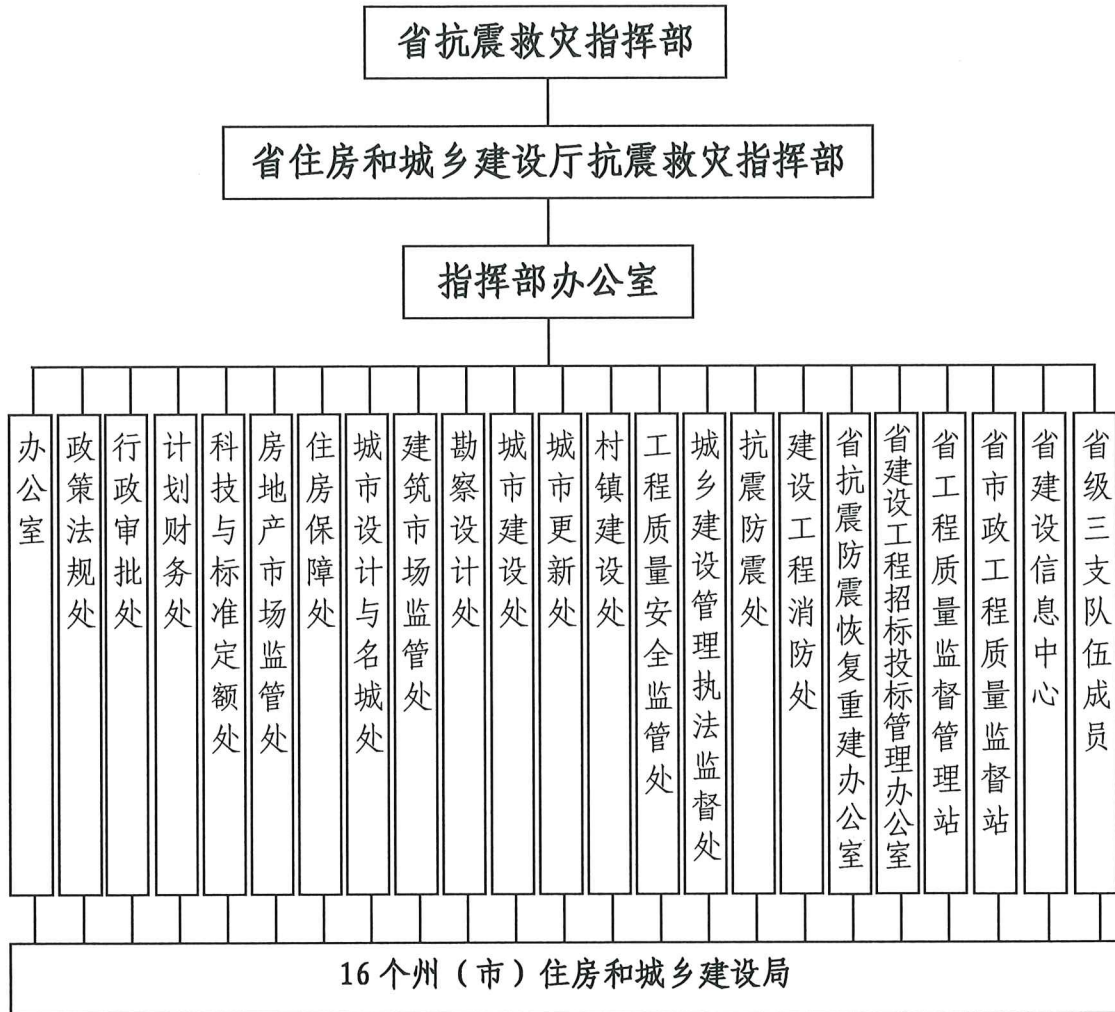 省抗震救灾指挥部
省住房和城乡建设厅抗震救灾指挥部
指挥部办公室
办公室
政策法规处
行政审批处
计划财务处
科技与标准定额处
房地产市场监管处
住房保障处
城市设计与名城处
建筑市场监管处
勘察设计处
城市建设处
城市更新处
村镇建设处
工程质量安全监管处
城乡建设管理执法监督处
抗震防震处
建设工程消防处
省抗震防震恢复重建办公室
省建设工程招标投标管理办公室
省工程质量监督管理站
省市政工程质量监督站
省建设信息中心
省级三支队伍成员
16个州（市）住房和城乡建设局